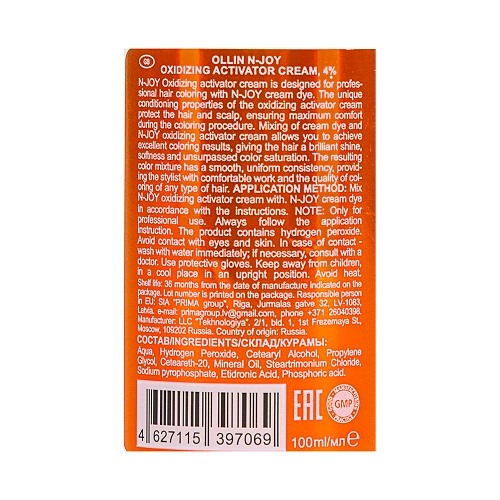 GB OLLIN N-JOY
OXIDIZING ACTIVATOR CREAM, 4%
N-JOY Oxidizing activator cream is designed for profes-
sional hair coloring with N-JOY cream dye. The unique
conditioning properties of the oxidizing activator cream
protect the hair and scalp, ensuring maximum comfort
during the coloring procedure. Mixing of cream dye and
N-JOY oxidizing activator cream allows you to achieve
excellent coloring results, giving the hair a brilliant shine,
softness and unsurpassed color saturation. The resulting
color mixture has a smooth, uniform consistency, provid-
ing the stylist with comfortable work and the quality of col-
oring of any type of hair. APPLICATION METHOD: Mix
N-JOY oxidizing activator cream with. N-JOY cream dye
in accordance with the instructions. NOTE: Only for
professional use. Always follow the application
instruction. The product contains hydrogen peroxide.
Avoid contact with eyes and skin. In case of contact -
wash with water immediately; if necessary, consult with a
doctor. Use protective gloves. Keep away from children,
in a cool place in an upright position. Avoid heat.
Shelf life: 36 months from the date of manufacture indicated on the
package. Lot number is printed on the package. Responsible person
in EU: SIA "PRIMA group", Riga, Jurmalas gatve 32, LV-1083,
Latvia. e-mail: primagroup.lv@gmail.com, phone +371 26040398.
Manufacturer: LLC "Tekhnologiya". 2/1, bld. 1, 1st Frezernaya St.,
Moscow, 109202 Russia. Country of origin: Russia.
СОСТАВ/INGREDIENTS/СКЛАД/КУРАМЫ:
Aqua, Hydrogen Peroxide, Cetearyl Alcohol, Propylene
Glycol, Ceteareth-20, Mineral Oil, Steartrimonium Chloride,
Sodium pyrophosphate, Etidronic Acid, Phosphoric acid.
EAC
GMP
4 627115 397069
100ml/мл e